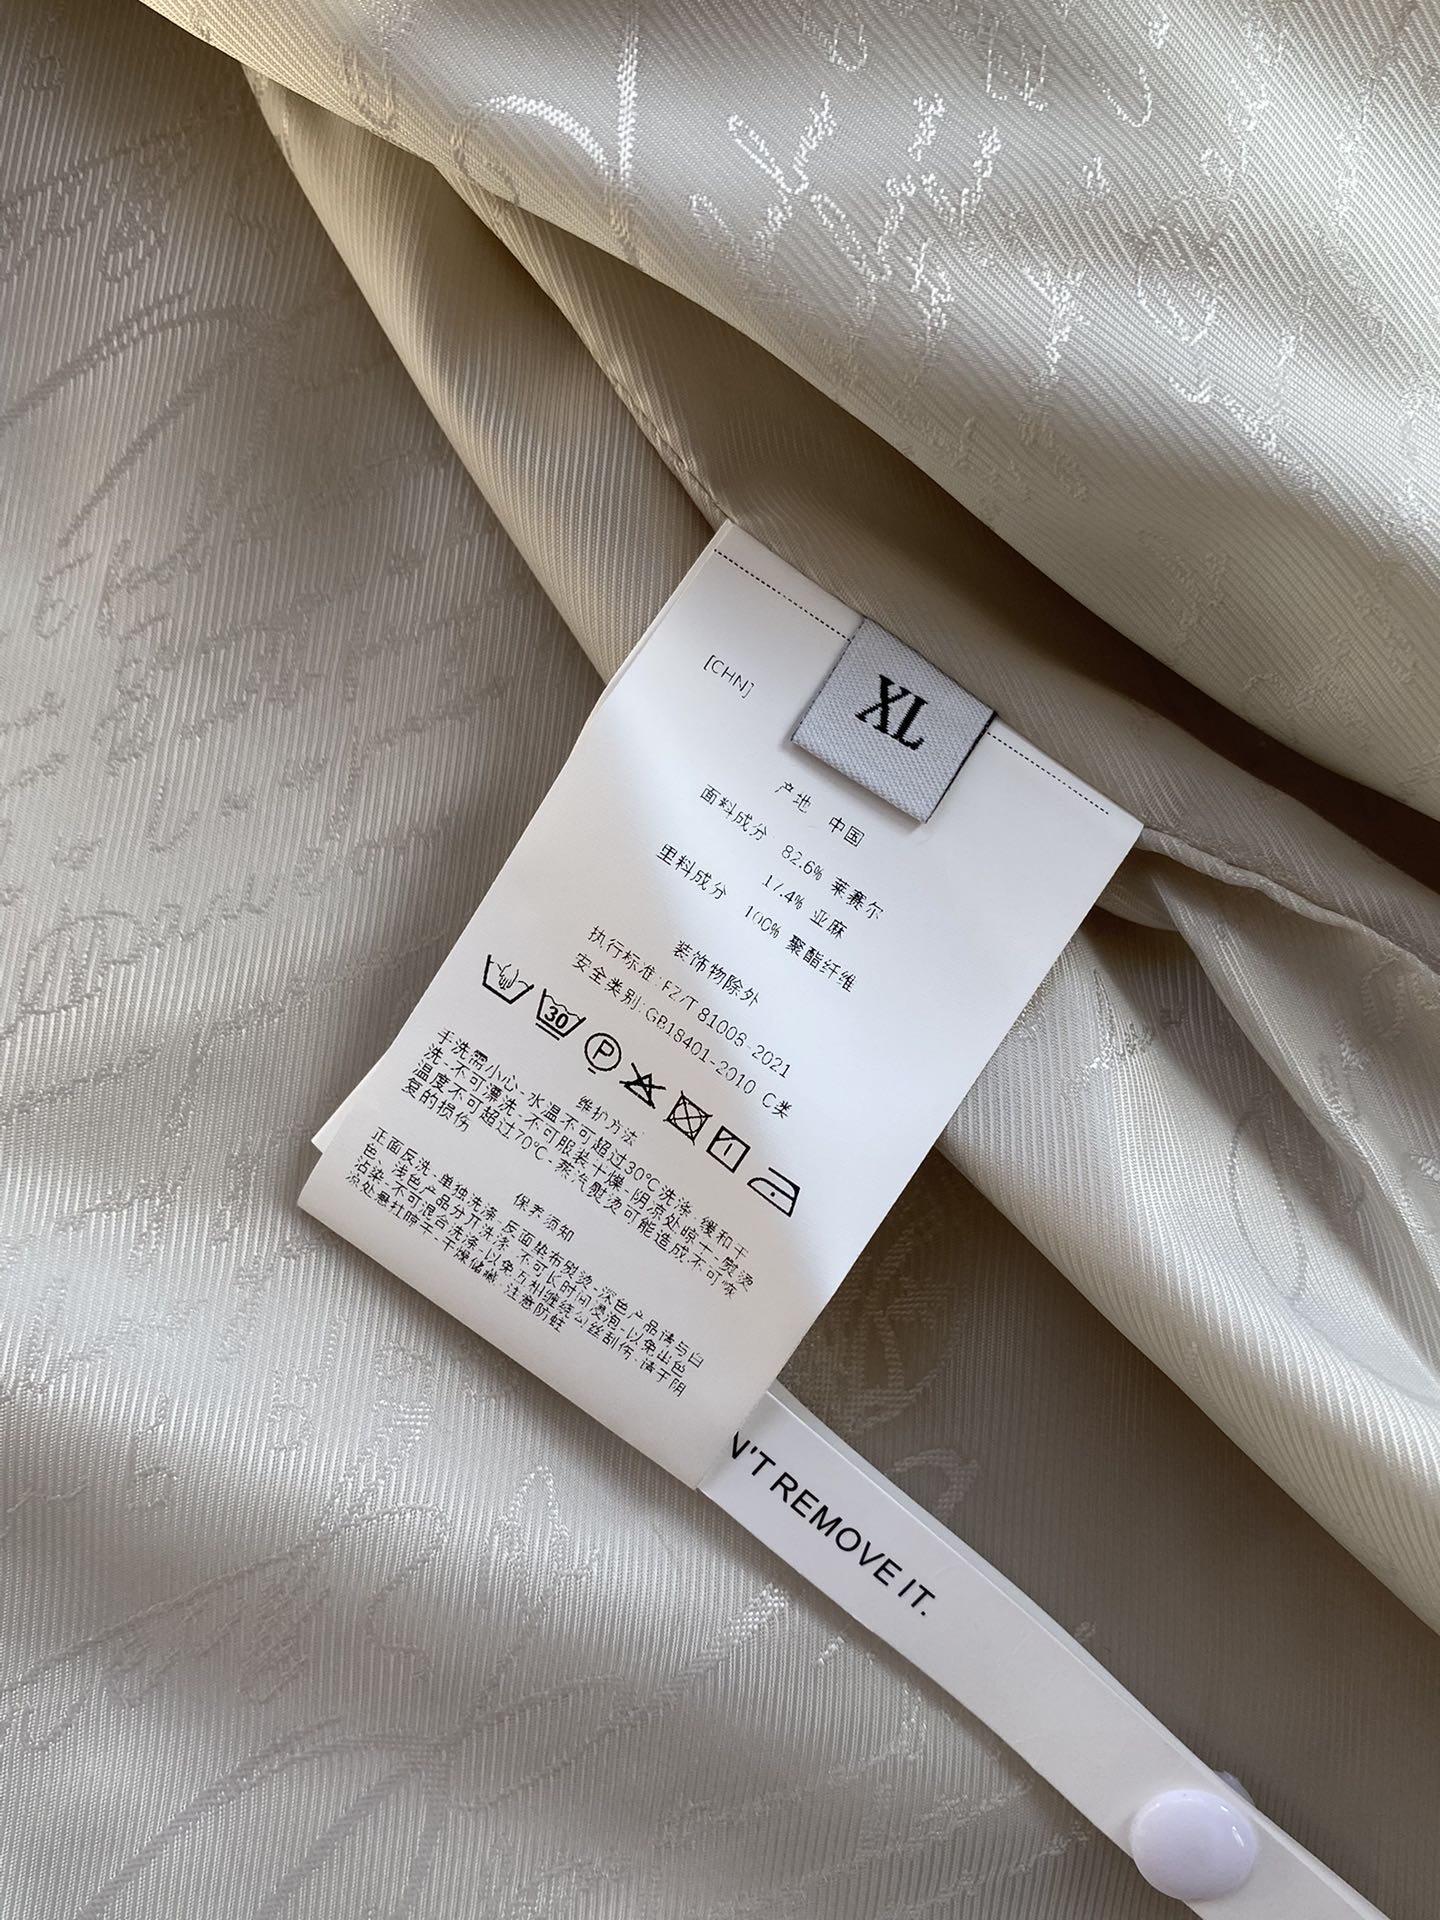 [CHN]
XL
产地 中国
面料成分 82.6% 莱赛尔
17.4% 亚麻
里料成分 100% 聚酯纤维
装饰物除外
执行标准:FZ/T 81008-2021
安全类别:GB18401-2010 C类
30
P
维护方法
手洗需小心-水温不可超过30℃洗涤,缓和干
洗-不可漂洗-不可服装干燥-阴凉处晾干-熨烫
温度不可超过70℃-蒸汽熨烫可能造成不可恢
复的损伤
保养须知
正面反洗-单独洗涤-反面垫布熨烫-深色产品请与白
色、浅色产品分开洗涤-不可长时间浸泡-以免出色
沾染-不可混合洗涤-以免互相缠绕勾丝刮伤-请于阴
凉处悬挂晾干-干燥储藏-注意防蛀
N'T REMOVE IT.